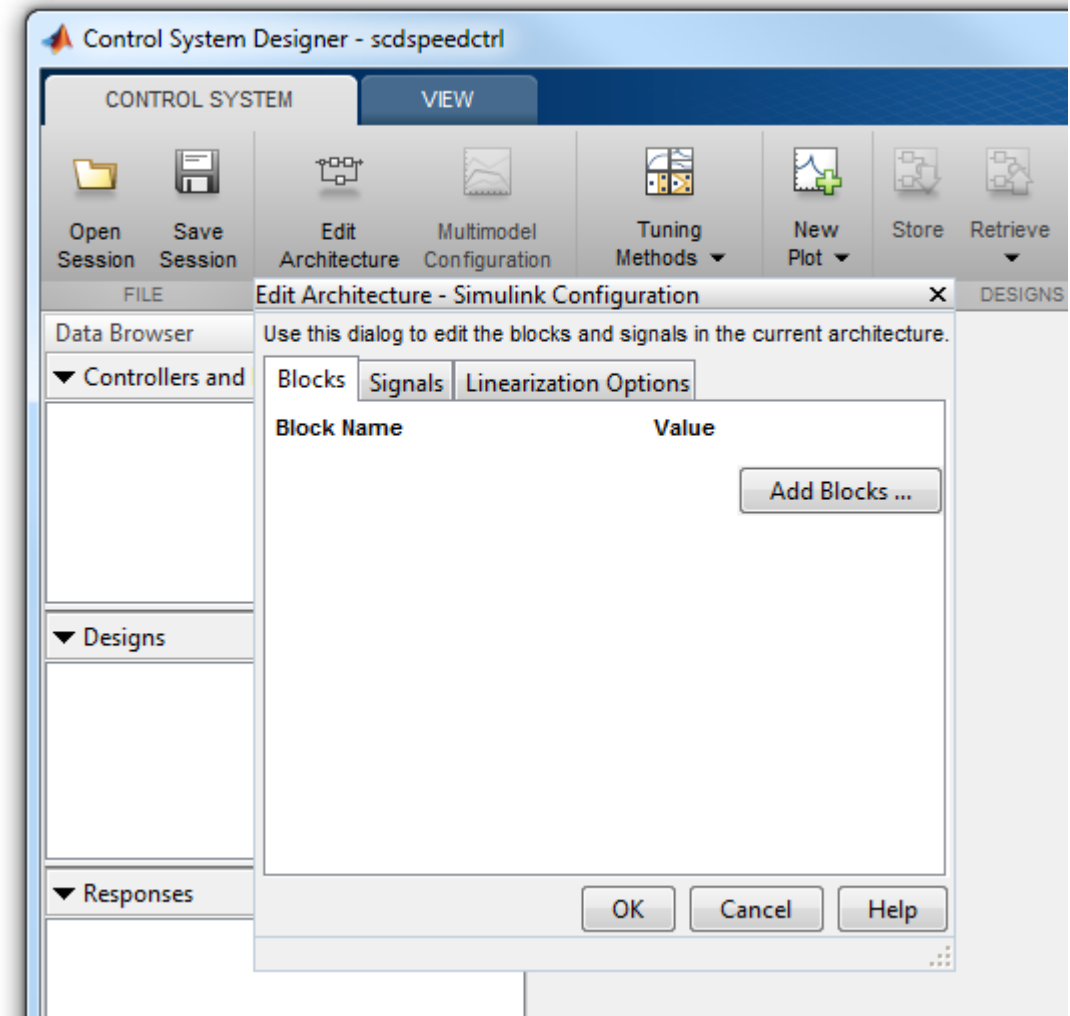 Control System Designer - scdspeedctrl
CONTROL SYSTEM
VIEW
Open Session
Save Session
Edit Architecture
Multimodel Configuration
Tuning Methods
New Plot
Store
Retrieve
FILE
DESIGNS
Edit Architecture - Simulink Configuration
Use this dialog to edit the blocks and signals in the current architecture.
Blocks
Signals
Linearization Options
Block Name
Value
Add Blocks ...
OK
Cancel
Help
Data Browser
Controllers and
Designs
Responses